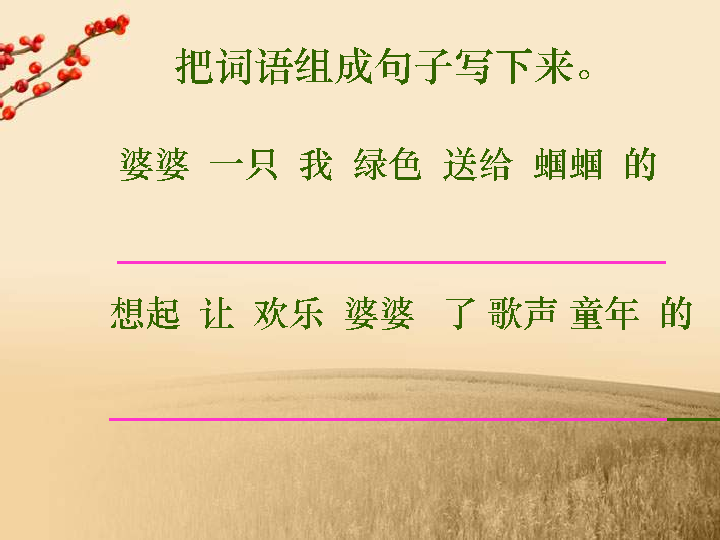 把词语组成句子写下来。
婆婆 一只 我 绿色 送给 蝈蝈 的
想起 让 欢乐 婆婆 了 歌声 童年 的